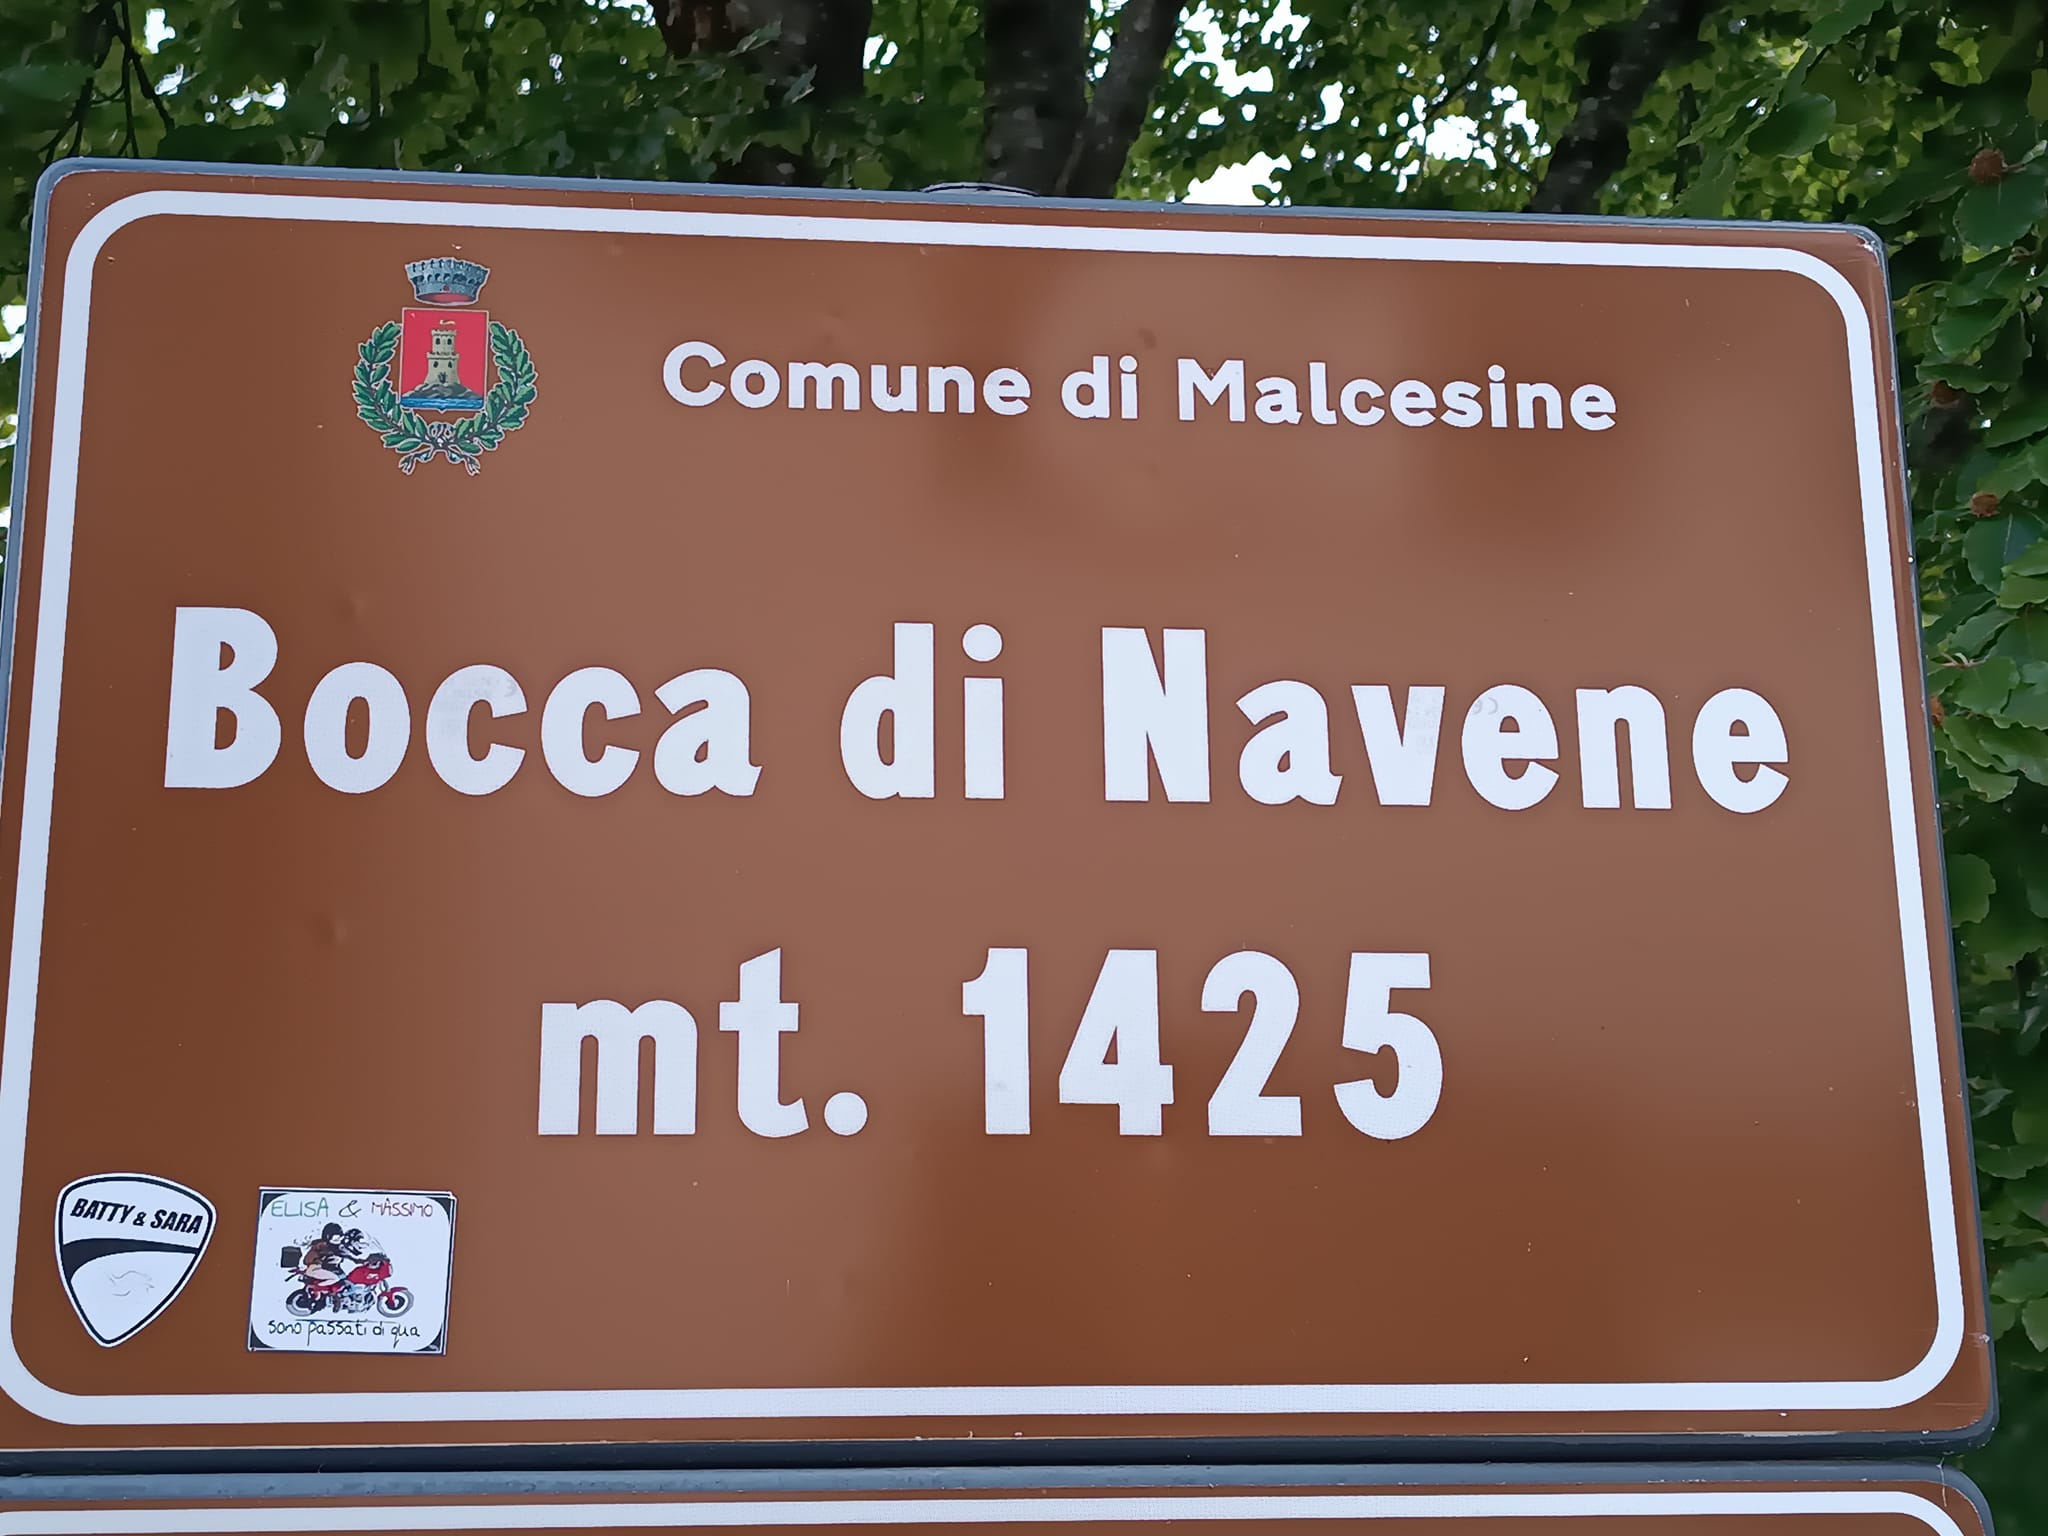 Comune di Malcesine
Bocca di Navene
mt. 1425
BATTY & SARA
ELISA & MASSIMO
sono passati di qua